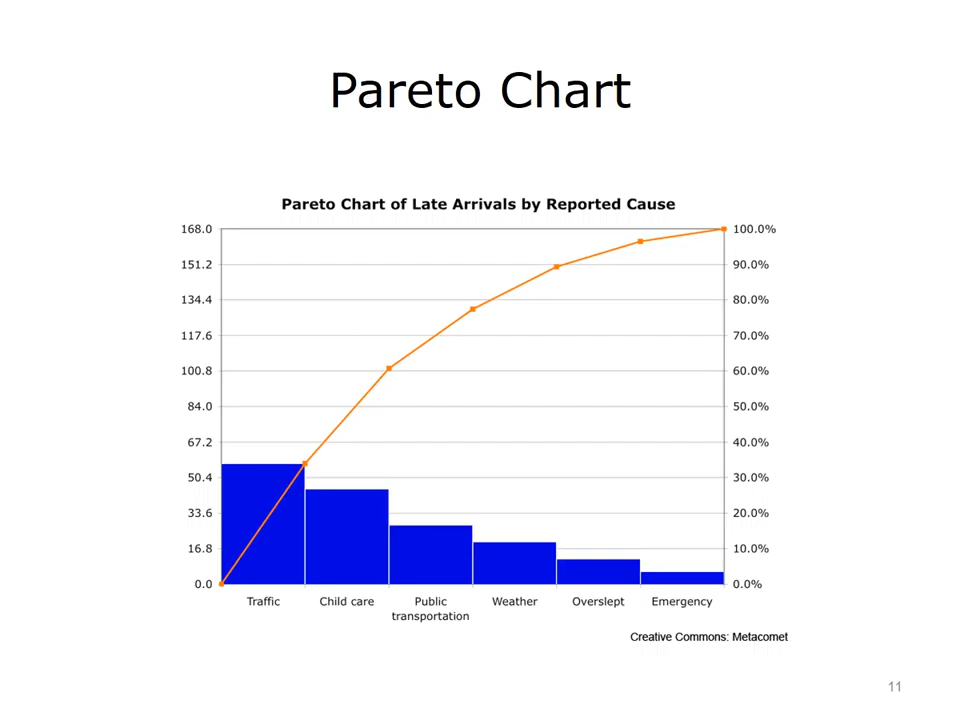 Pareto Chart
Pareto Chart of Late Arrivals by Reported Cause
168.0 100.0%
151.2 90.0%
134.4 80.0%
117.6 70.0%
100.8 60.0%
84.0 50.0%
67.2 40.0%
50.4 30.0%
33.6 20.0%
16.8 10.0%
0.0 0.0%
Traffic Child care Public Weather Overslept Emergency
transportation
Creative Commons: Metacomet
11